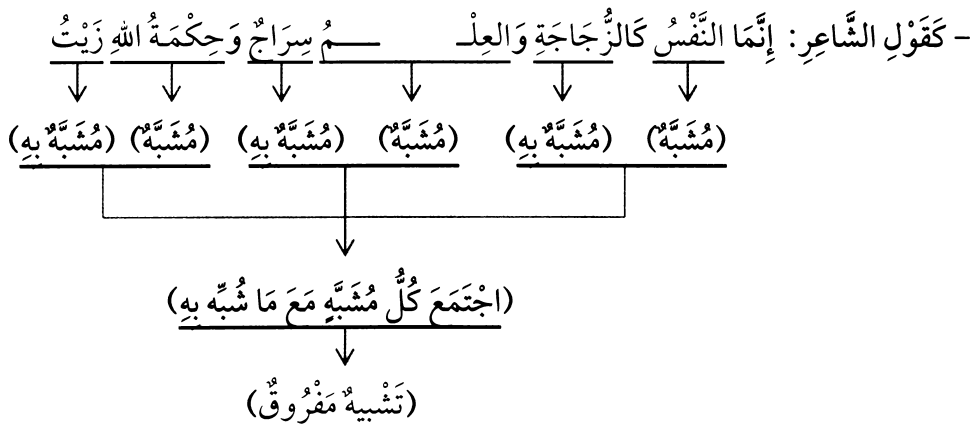 - كَقَوْلِ الشَّاعِرِ: إِنَّمَا النَّفْسُ كَالزُّجَاجَةِ وَالعِلْـ ـــمُ سِرَاجٌ وَحِكْمَةُ اللهِ زَيْتُ
(مُشَبَّهٌ) (مُشَبَّهٌ بِهِ) (مُشَبَّهٌ) (مُشَبَّهٌ بِهِ) (مُشَبَّهٌ) (مُشَبَّهٌ بِهِ)
(اجْتَمَعَ كُلُّ مُشَبَّهٍ مَعَ مَا شُبِّه بِهِ)
(تَشْبِيهٌ مَفْرُوقٌ)